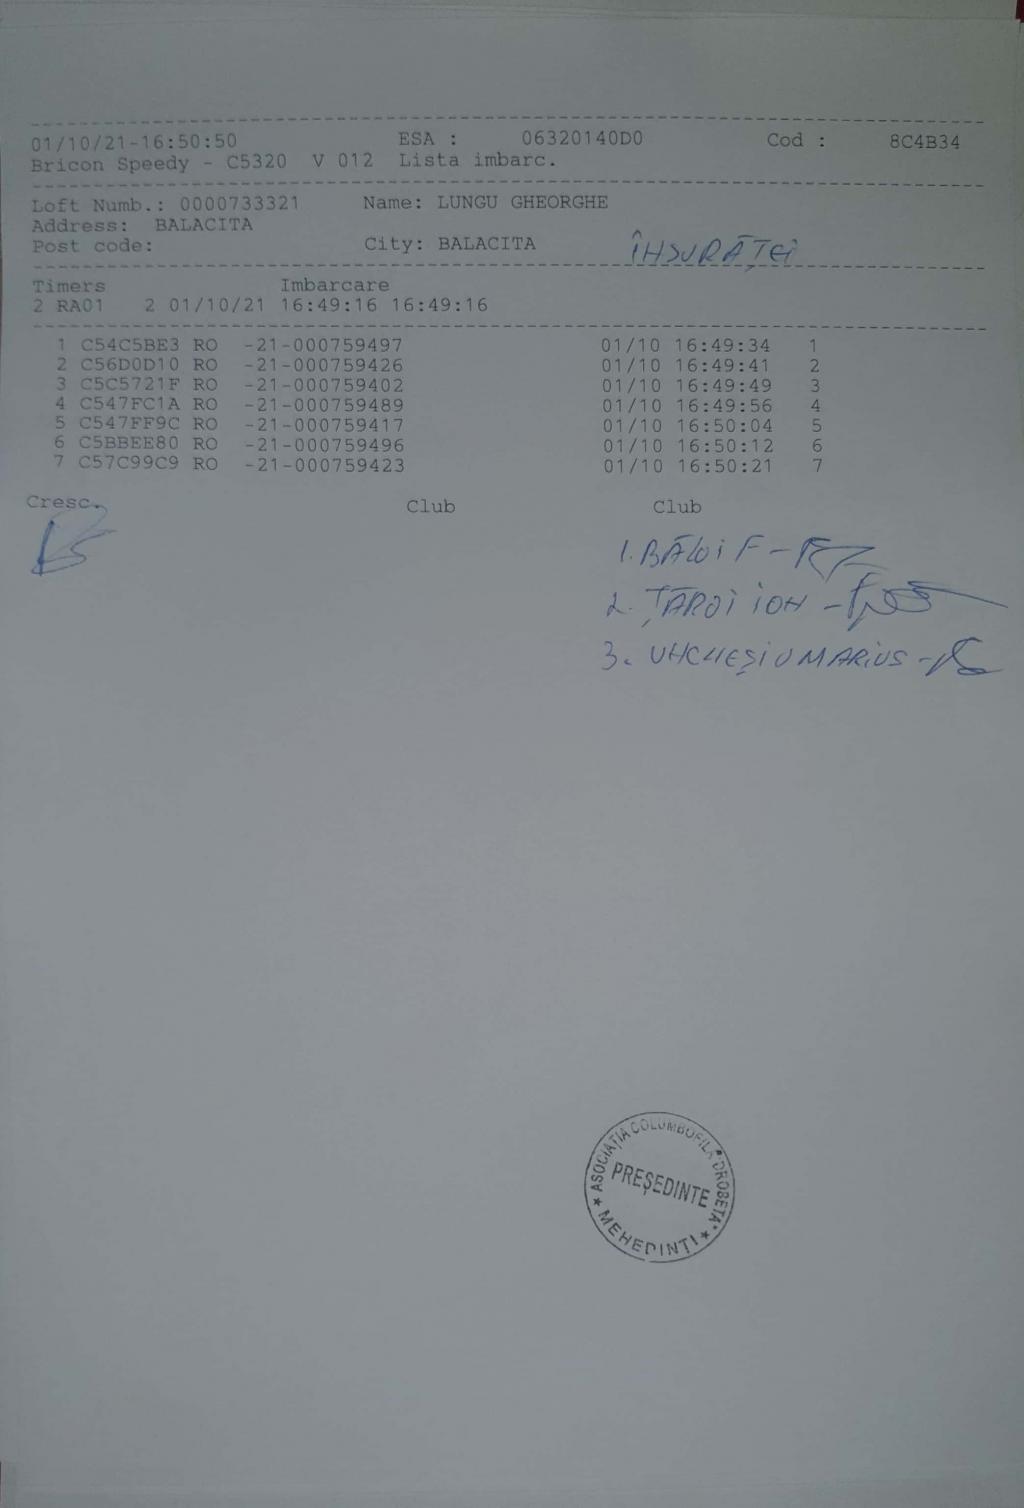 01/10/21-16:50:50 ESA : 06320140D0 Cod : 8C4B34
Bricon Speedy - C5320 V 012 Lista imbarc.
Loft Numb.: 0000733321 Name: LUNGU GHEORGHE
Address: BALACITA
Post code: City: BALACITA ÎNSURĂȚEI
Timers Imbarcare
2 RA01 2 01/10/21 16:49:16 16:49:16
1 C54C5BE3 RO -21-000759497 01/10 16:49:34 1
2 C56D0D10 RO -21-000759426 01/10 16:49:41 2
3 C5C5721F RO -21-000759402 01/10 16:49:49 3
4 C547FC1A RO -21-000759489 01/10 16:49:56 4
5 C547FF9C RO -21-000759417 01/10 16:50:04 5
6 C5BBEE80 RO -21-000759496 01/10 16:50:12 6
7 C57C99C9 RO -21-000759423 01/10 16:50:21 7
Cresc. Club Club
1. BĂLOI F -
2. ȚĂROI ION -
3. UNCHEȘIU MARIUS -
ASOCIAȚIA COLUMBOFILĂ "DROBETA"
PREȘEDINTE
* MEHEDINȚI *